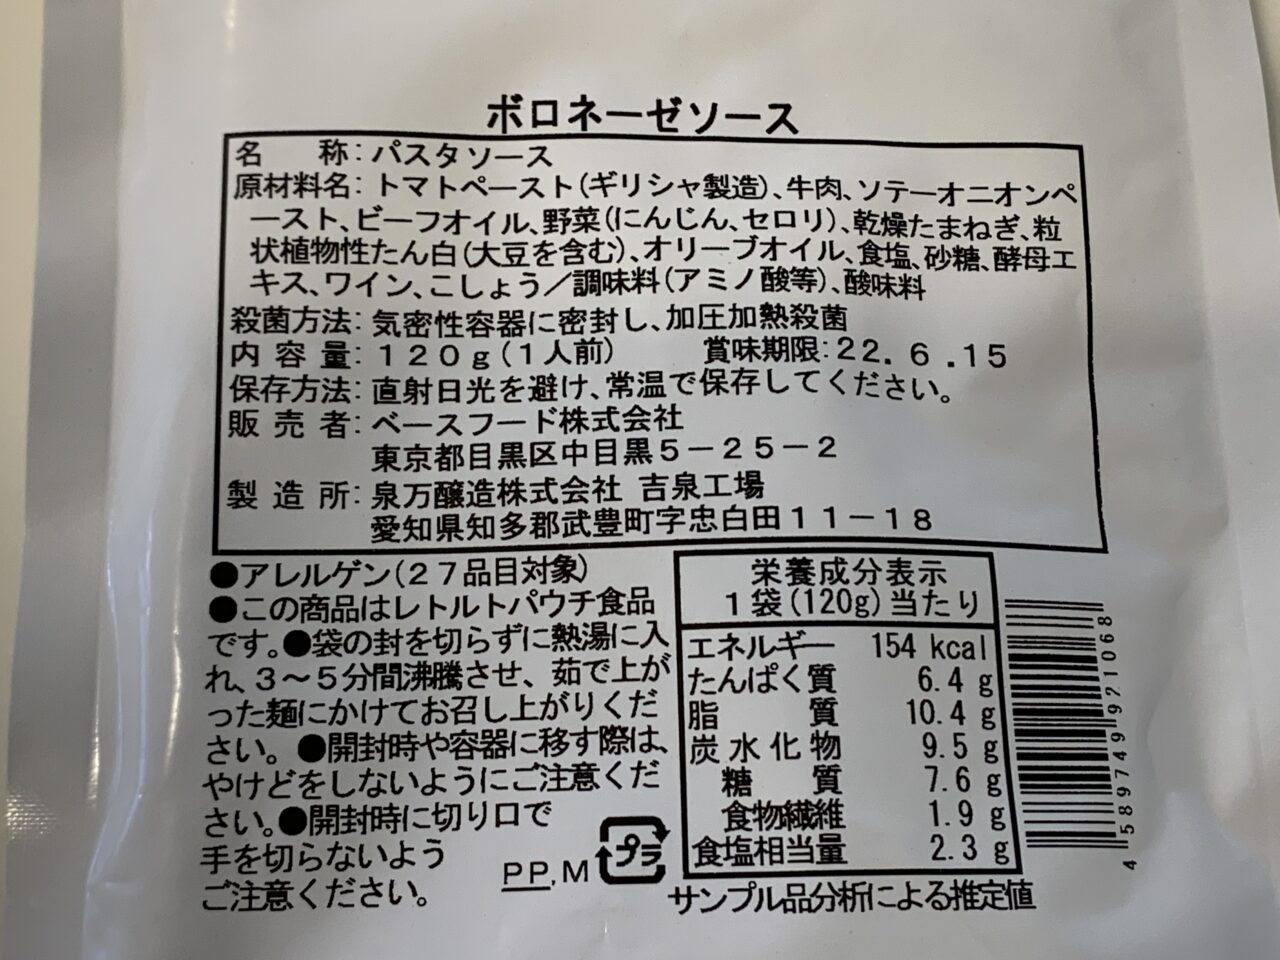 ボロネーゼソース
名　　称：パスタソース
原材料名：トマトペースト（ギリシャ製造）、牛肉、ソテーオニオンペ
ースト、ビーフオイル、野菜（にんじん、セロリ）、乾燥たまねぎ、粒
状植物性たん白（大豆を含む）、オリーブオイル、食塩、砂糖、酵母エ
キス、ワイン、こしょう／調味料（アミノ酸等）、酸味料
殺菌方法：気密性容器に密封し、加圧加熱殺菌
内 容 量：１２０ｇ（１人前）　　賞味期限：22. 6 .15
保存方法：直射日光を避け、常温で保存してください。
販 売 者：ベースフード株式会社
東京都目黒区中目黒５－２５－２
製 造 所：泉万醸造株式会社 吉泉工場
愛知県知多郡武豊町字忠白田１１－１８
●アレルゲン（２７品目対象）
●この商品はレトルトパウチ食品
です。●袋の封を切らずに熱湯に入
れ、３～５分間沸騰させ、茹で上が
った麺にかけてお召し上がりくだ
さい。●開封時や容器に移す際は、
やけどをしないようにご注意くだ
さい。●開封時に切り口で
手を切らないよう
ご注意ください。
PP,M
プラ
栄養成分表示
１袋(120g)当たり
エネルギー 154 kcal
たんぱく質 6.4 g
脂　　質 10.4 g
炭水化物 9.5 g
糖　質 7.6 g
食物繊維 1.9 g
食塩相当量 2.3 g
サンプル品分析による推定値
4 589749 921068